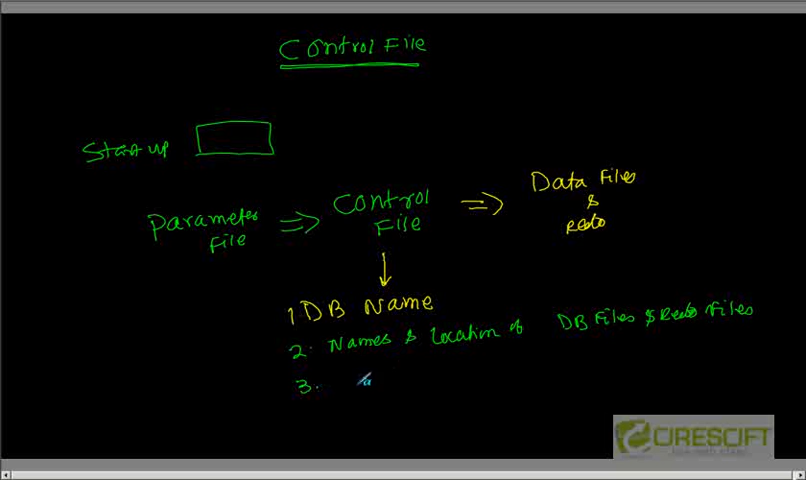 Control File
Start up
Parameter File => Control File => Data Files & Redo
1 DB Name
2. Names & Location of DB Files & Redo Files
3.
CIRESCIFT